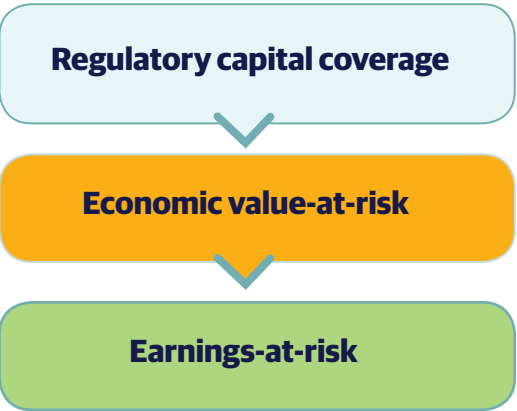 Regulatory capital coverage
Economic value-at-risk
Earnings-at-risk